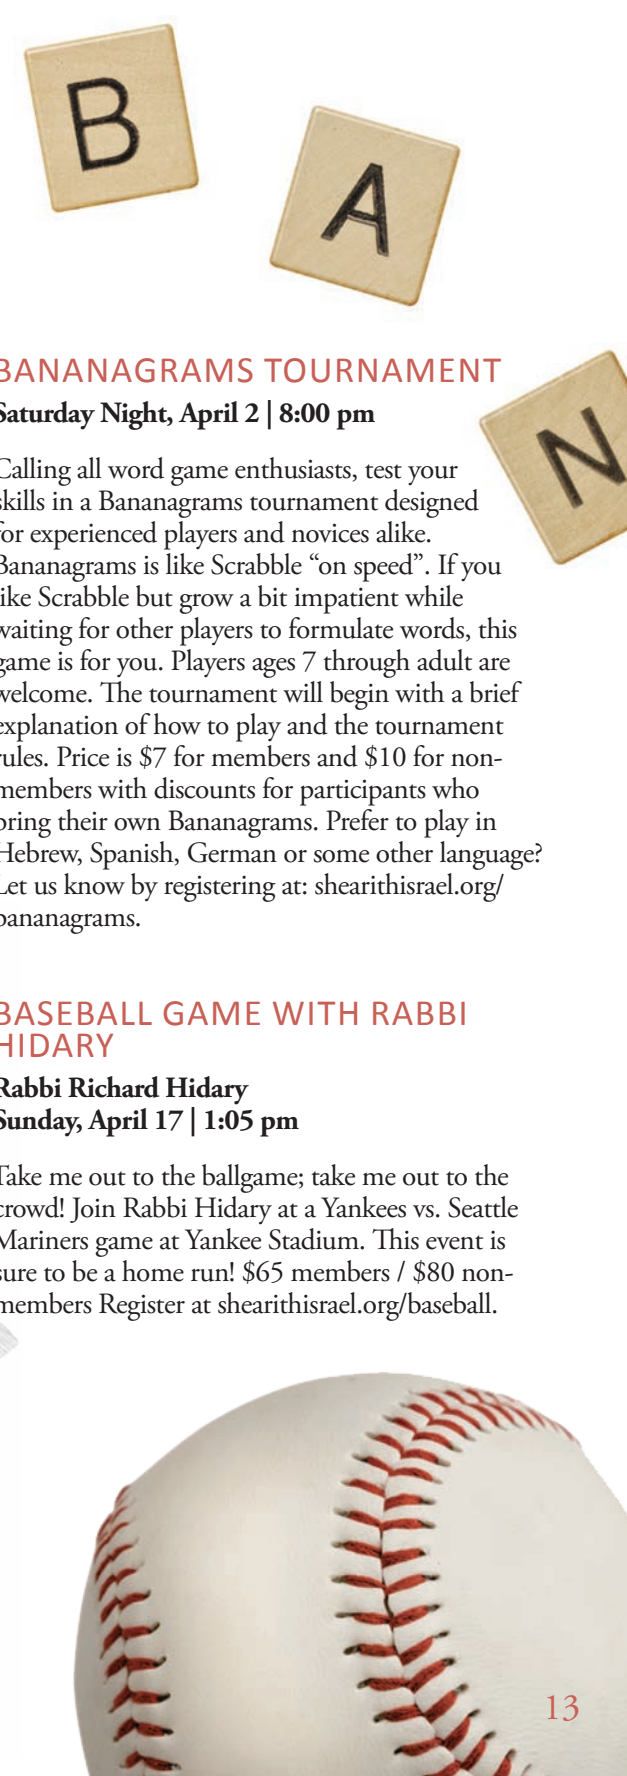 B
A
N
BANANAGRAMS TOURNAMENT
Saturday Night, April 2 | 8:00 pm
Calling all word game enthusiasts, test your
skills in a Bananagrams tournament designed
for experienced players and novices alike.
Bananagrams is like Scrabble “on speed”. If you
like Scrabble but grow a bit impatient while
waiting for other players to formulate words, this
game is for you. Players ages 7 through adult are
welcome. The tournament will begin with a brief
explanation of how to play and the tournament
rules. Price is $7 for members and $10 for non-
members with discounts for participants who
bring their own Bananagrams. Prefer to play in
Hebrew, Spanish, German or some other language?
Let us know by registering at: shearithisrael.org/
bananagrams.
BASEBALL GAME WITH RABBI
HIDARY
Rabbi Richard Hidary
Sunday, April 17 | 1:05 pm
Take me out to the ballgame; take me out to the
crowd! Join Rabbi Hidary at a Yankees vs. Seattle
Mariners game at Yankee Stadium. This event is
sure to be a home run! $65 members / $80 non-
members Register at shearithisrael.org/baseball.
13